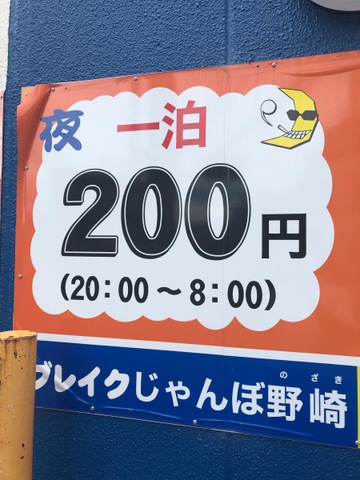 夜 一泊
200円
(20:00～8:00)
のざき
ブレイクじゃんぼ野崎